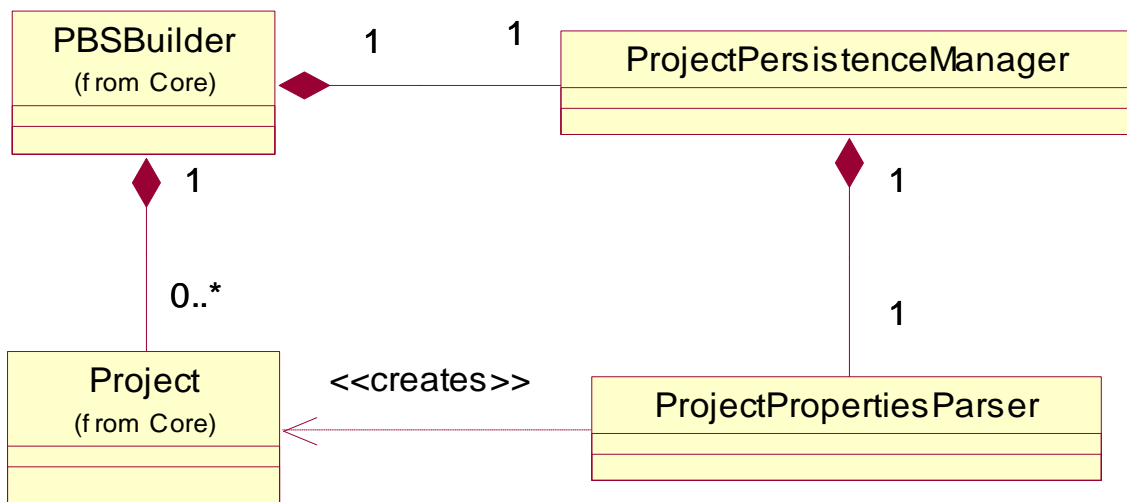 PBSBuilder
(from Core)
1
1
ProjectPersistenceManager
1
1
0..*
1
Project
(from Core)
<<creates>>
ProjectPropertiesParser